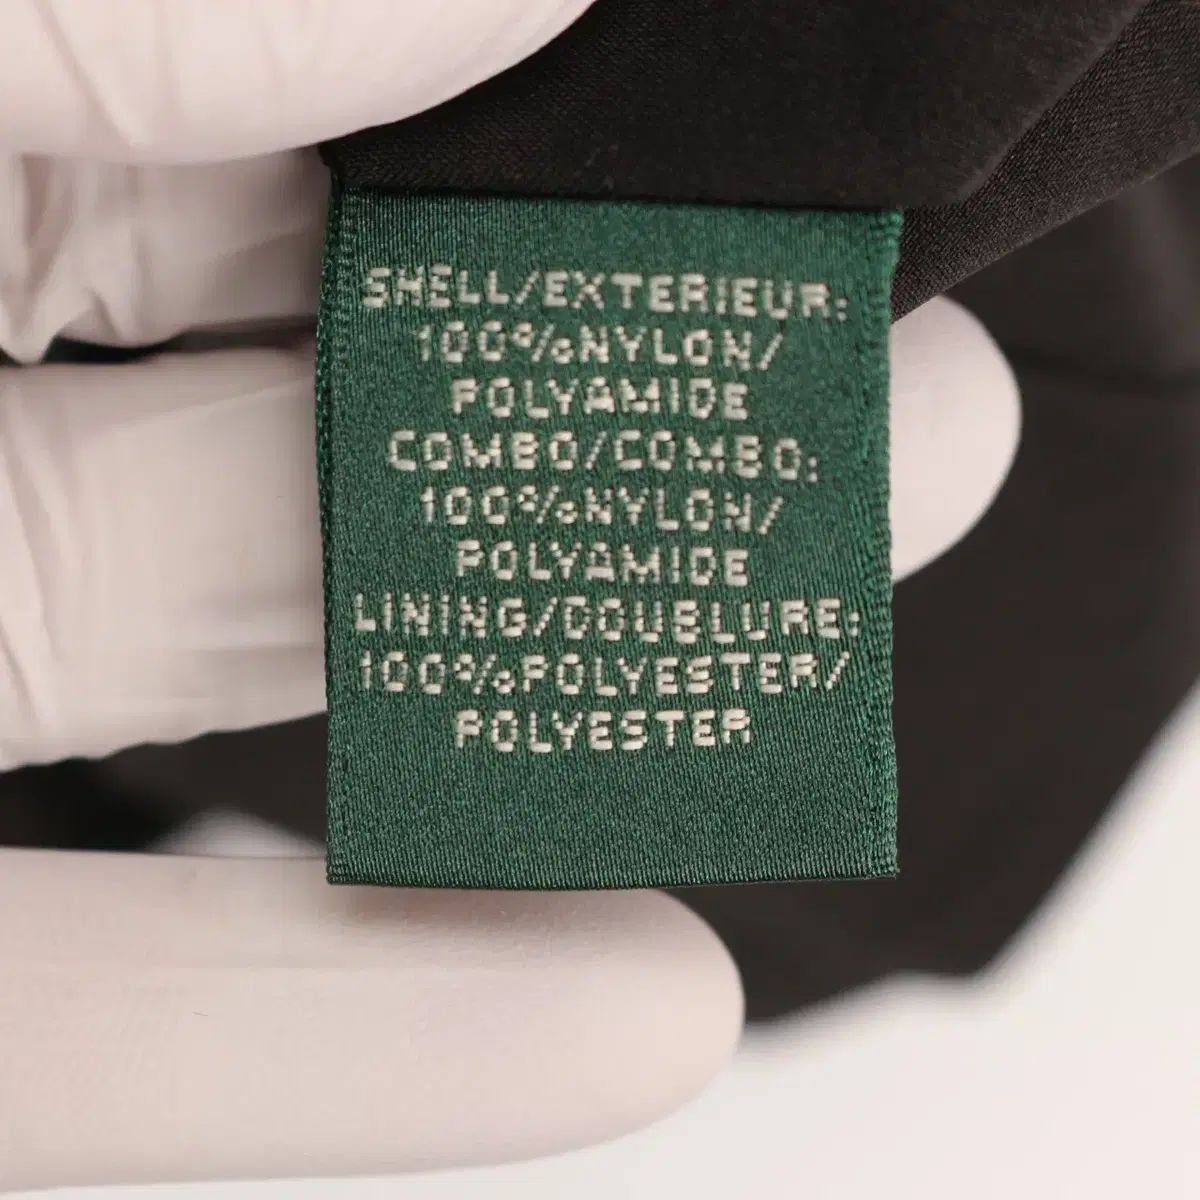 SHELL/EXTERIEUR:
100%NYLON/
POLYAMIDE
COMBO/COMBO:
100%NYLON/
POLYAMIDE
LINING/DOUBLURE:
100%POLYESTER/
POLYESTER